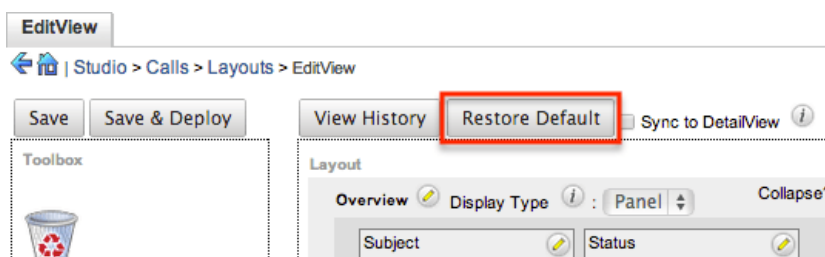 EditView
| Studio > Calls > Layouts > EditView
Save Save & Deploy View History Restore Default Sync to DetailView i
Toolbox
Layout
Overview Display Type i : Panel Collapse?
Subject Status